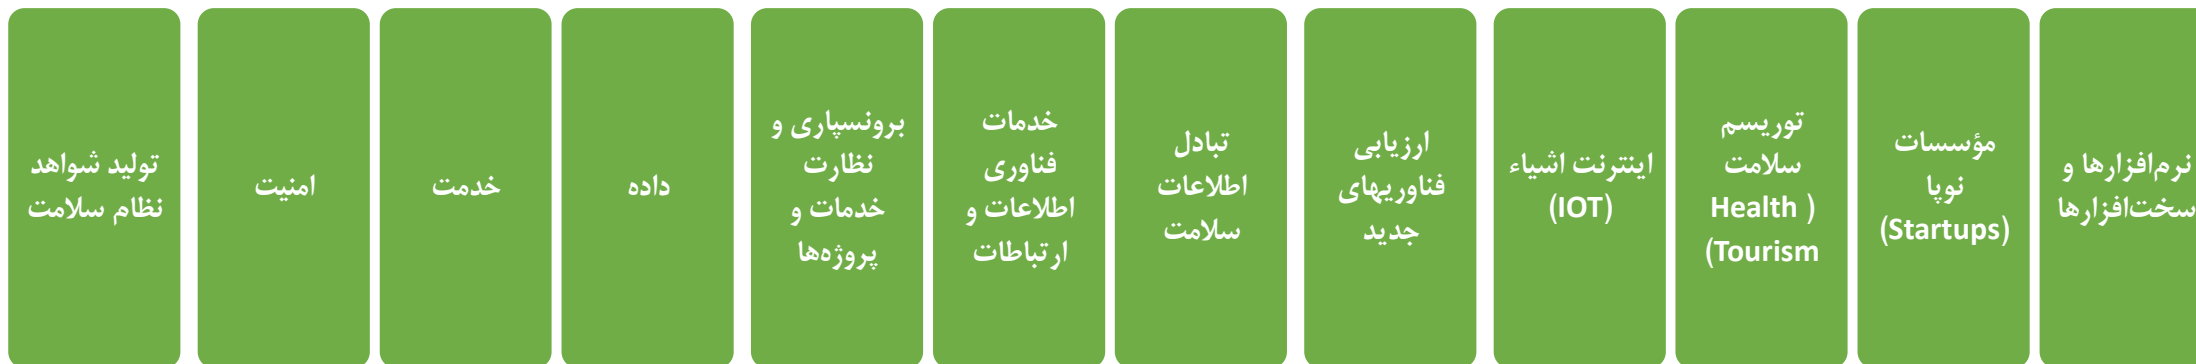 نرم‌افزارها و
سخت‌افزارها
مؤسسات
نوپا
(Startups)
توریسم
سلامت
( Health
(Tourism
اینترنت اشیاء
(IOT)
ارزیابی
فناوریهای
جدید
تبادل
اطلاعات
سلامت
خدمات
فناوری
اطلاعات و
ارتباطات
برونسپاری و
نظارت
خدمات و
پروژه‌ها
داده
خدمت
امنیت
تولید شواهد
نظام سلامت